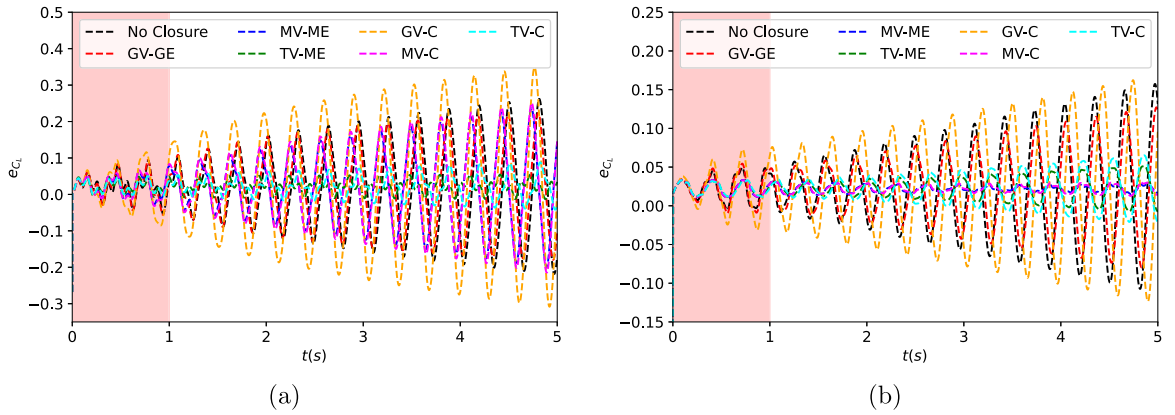 No Closure MV-ME GV-C TV-C
GV-GE TV-ME MV-C
0.5
0.4
0.3
0.2
0.1
0.0
−0.1
−0.2
−0.3
e_{C_L}
0 1 2 3 4 5
t(s)
(a)
No Closure MV-ME GV-C TV-C
GV-GE TV-ME MV-C
0.25
0.20
0.15
0.10
0.05
0.00
−0.05
−0.10
−0.15
e_{C_L}
0 1 2 3 4 5
t(s)
(b)